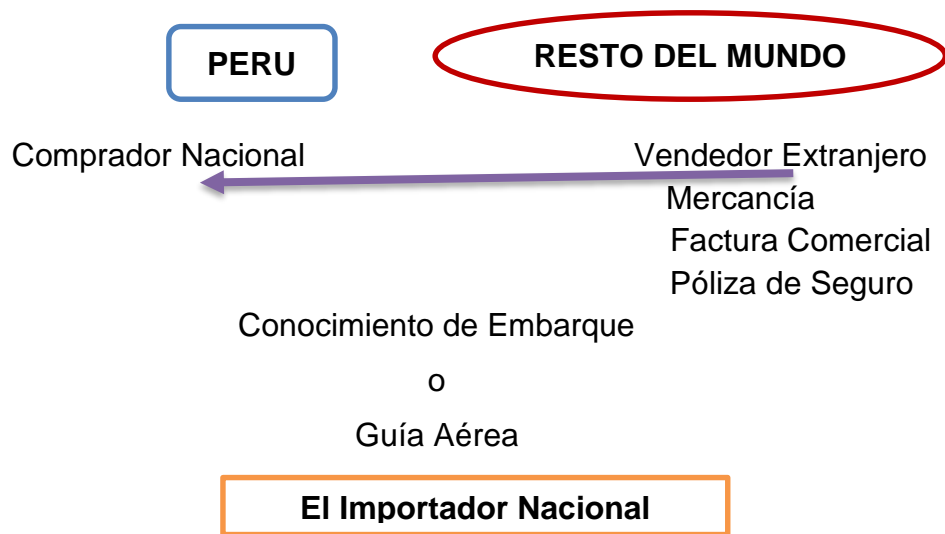 PERU
RESTO DEL MUNDO
Comprador Nacional
Vendedor Extranjero
Mercancía
Factura Comercial
Póliza de Seguro
Conocimiento de Embarque
o
Guía Aérea
El Importador Nacional